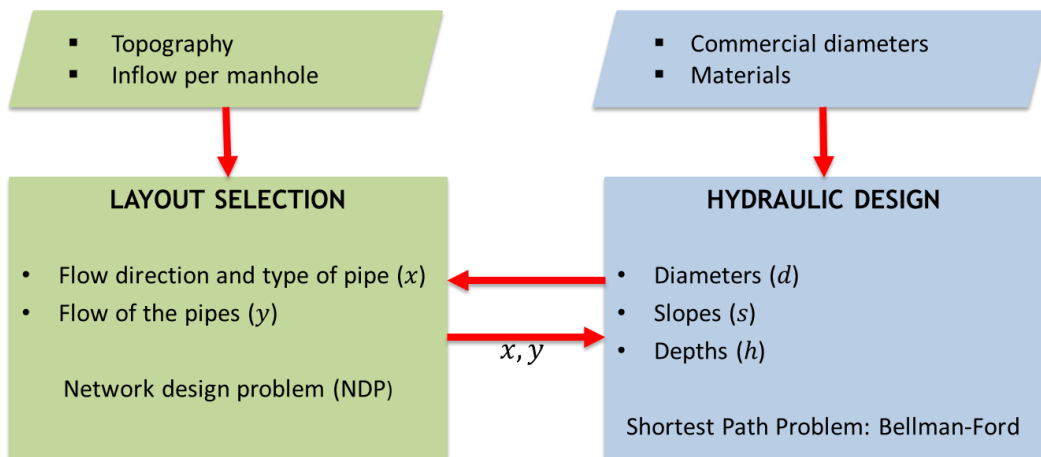 ▪ Topography
▪ Inflow per manhole
▪ Commercial diameters
▪ Materials
LAYOUT SELECTION
• Flow direction and type of pipe (x)
• Flow of the pipes (y)
Network design problem (NDP)
x, y
HYDRAULIC DESIGN
• Diameters (d)
• Slopes (s)
• Depths (h)
Shortest Path Problem: Bellman-Ford